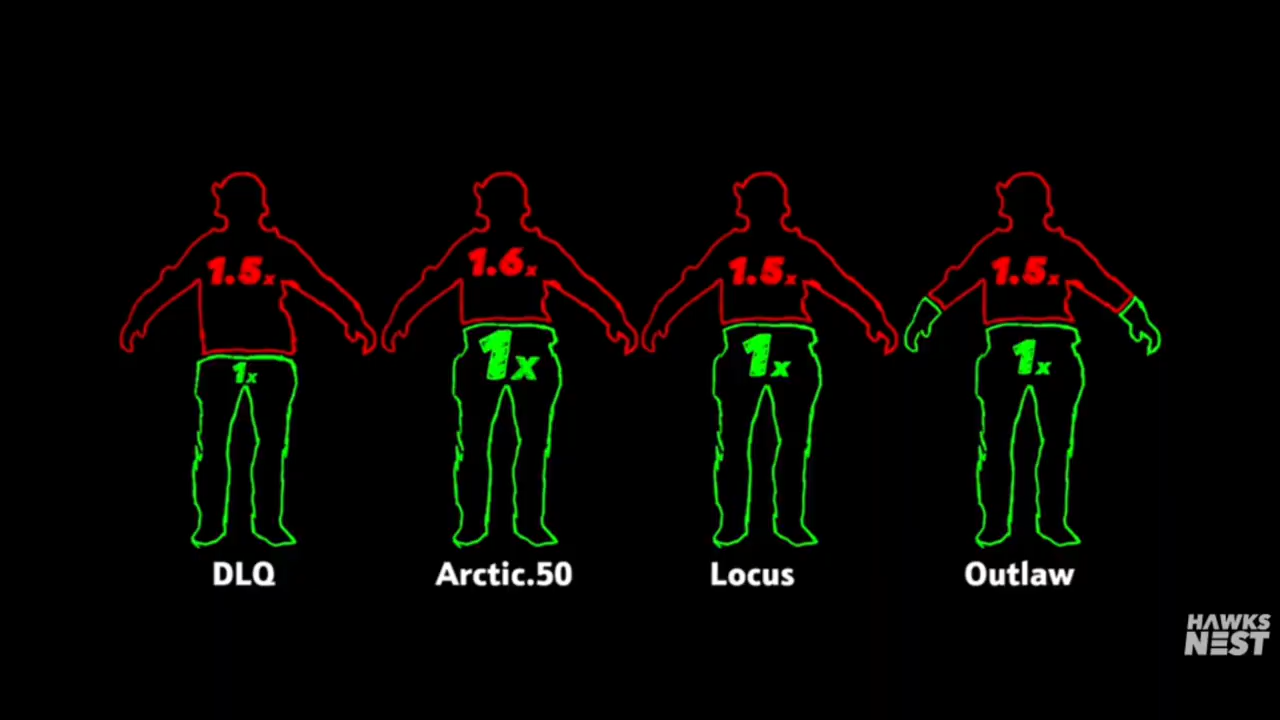 1.5x
1.6x
1.5x
1.5x
1x
1x
1x
1x
DLQ
Arctic.50
Locus
Outlaw
HAWKS
NEST